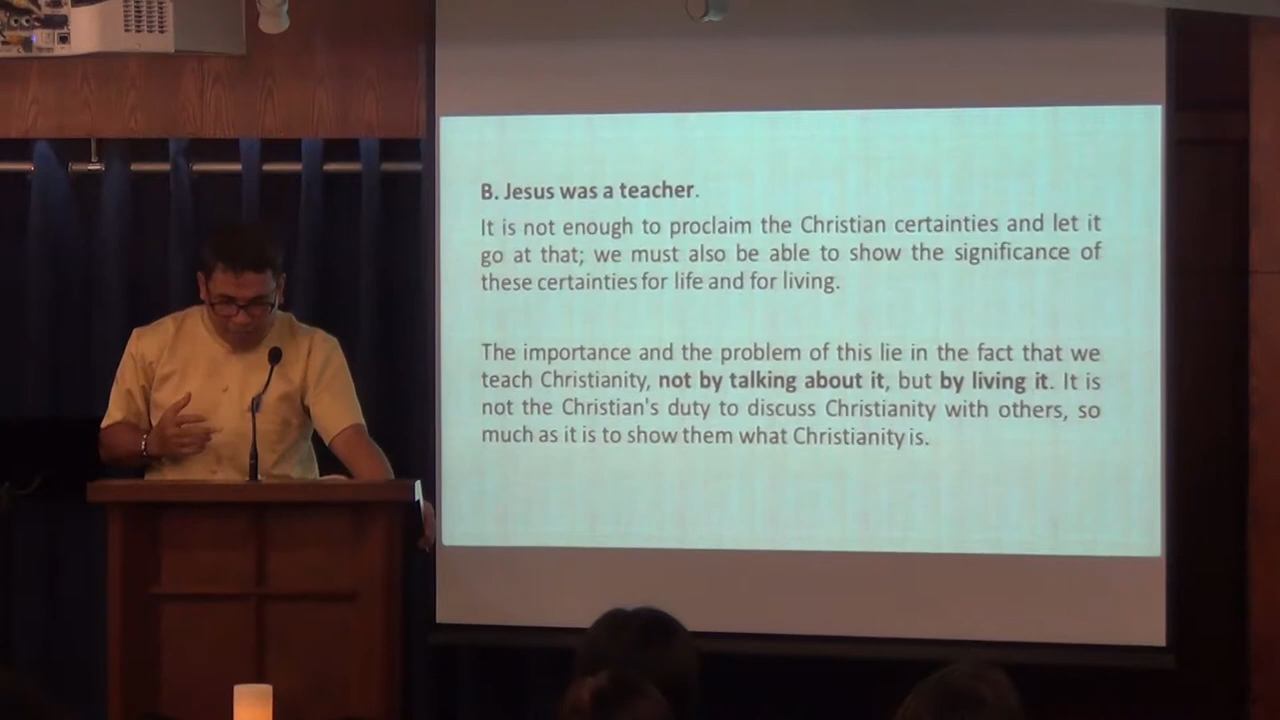 B. Jesus was a teacher.
It is not enough to proclaim the Christian certainties and let it
go at that; we must also be able to show the significance of
these certainties for life and for living.
The importance and the problem of this lie in the fact that we
teach Christianity, not by talking about it, but by living it. It is
not the Christian's duty to discuss Christianity with others, so
much as it is to show them what Christianity is.